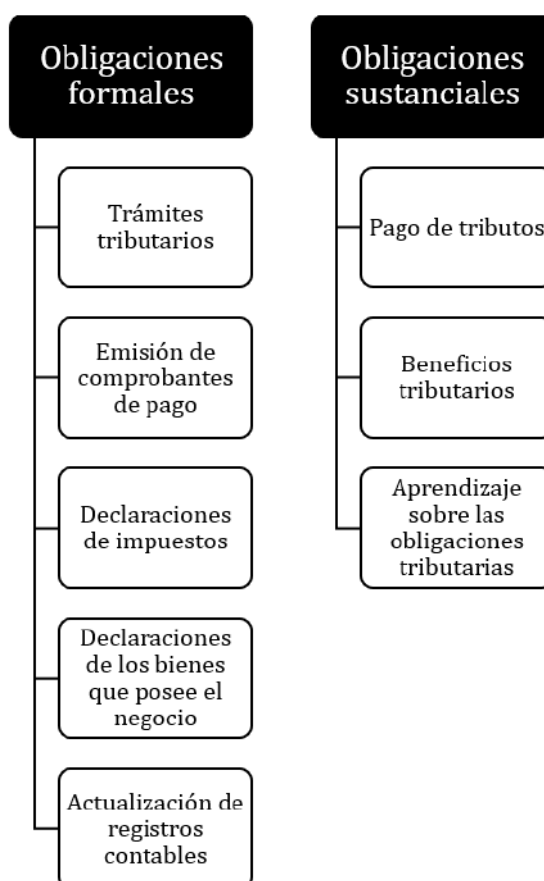 Obligaciones
formales
Trámites
tributarios
Emisión de
comprobantes
de pago
Declaraciones
de impuestos
Declaraciones
de los bienes
que posee el
negocio
Actualización de
registros
contables
Obligaciones
sustanciales
Pago de tributos
Beneficios
tributarios
Aprendizaje
sobre las
obligaciones
tributarias